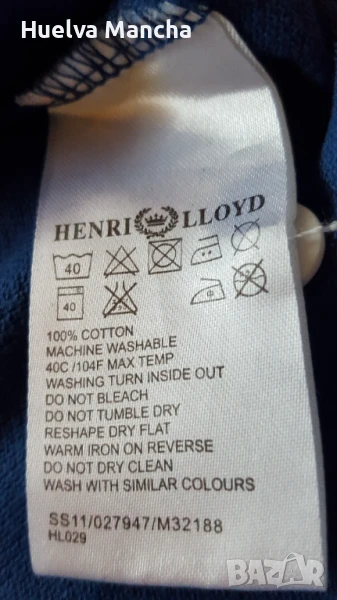 Huelva Mancha
HENRI LLOYD
40
40
100% COTTON
MACHINE WASHABLE
40C /104F MAX TEMP
WASHING TURN INSIDE OUT
DO NOT BLEACH
DO NOT TUMBLE DRY
RESHAPE DRY FLAT
WARM IRON ON REVERSE
DO NOT DRY CLEAN
WASH WITH SIMILAR COLOURS
SS11/027947/M32188
HL029
BAZAR